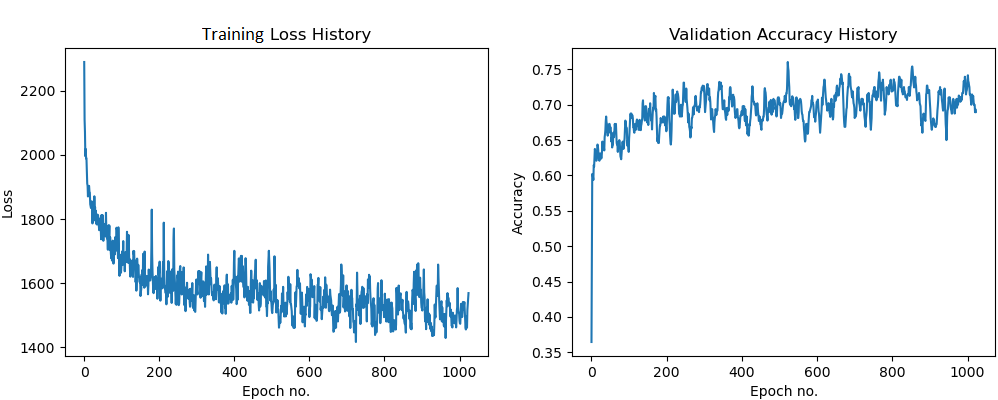 Training Loss History
2200
2000
1800
1600
1400
Loss
0 200 400 600 800 1000
Epoch no.
Validation Accuracy History
0.75
0.70
0.65
0.60
0.55
0.50
0.45
0.40
0.35
Accuracy
0 200 400 600 800 1000
Epoch no.